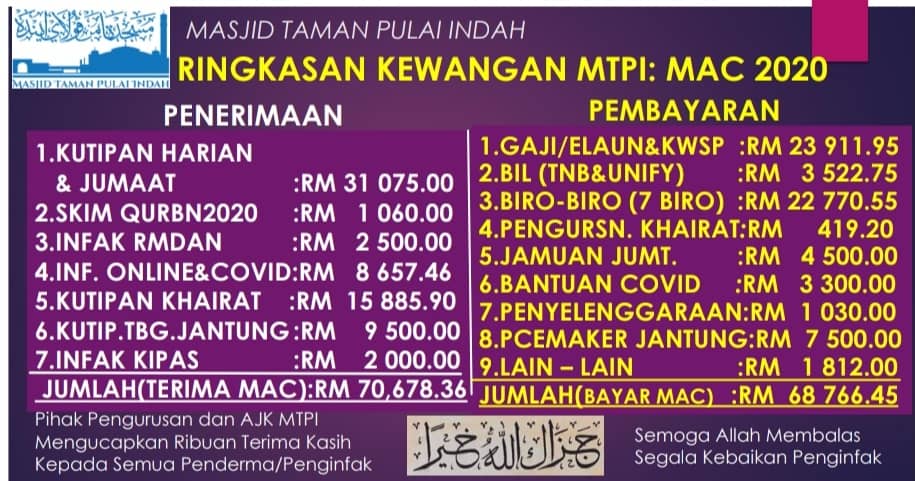 مسجد تامن فولاي اينده
MASJID TAMAN PULAI INDAH
MASJID TAMAN PULAI INDAH
RINGKASAN KEWANGAN MTPI: MAC 2020
PENERIMAAN
1.KUTIPAN HARIAN
& JUMAAT :RM 31 075.00
2.SKIM QURBN2020 :RM 1 060.00
3.INFAK RMDAN :RM 2 500.00
4.INF. ONLINE&COVID:RM 8 657.46
5.KUTIPAN KHAIRAT :RM 15 885.90
6.KUTIP.TBG.JANTUNG:RM 9 500.00
7.INFAK KIPAS :RM 2 000.00
JUMLAH(TERIMA MAC):RM 70,678.36
PEMBAYARAN
1.GAJI/ELAUN&KWSP :RM 23 911.95
2.BIL (TNB&UNIFY) :RM 3 522.75
3.BIRO-BIRO (7 BIRO) :RM 22 770.55
4.PENGURSN. KHAIRAT:RM 419.20
5.JAMUAN JUMT. :RM 4 500.00
6.BANTUAN COVID :RM 3 300.00
7.PENYELENGGARAAN:RM 1 030.00
8.PCEMAKER JANTUNG:RM 7 500.00
9.LAIN – LAIN :RM 1 812.00
JUMLAH(BAYAR MAC) :RM 68 766.45
Pihak Pengurusan dan AJK MTPI
Mengucapkan Ribuan Terima Kasih
Kepada Semua Penderma/Penginfak
جزاك الله خيرا
Semoga Allah Membalas
Segala Kebaikan Penginfak